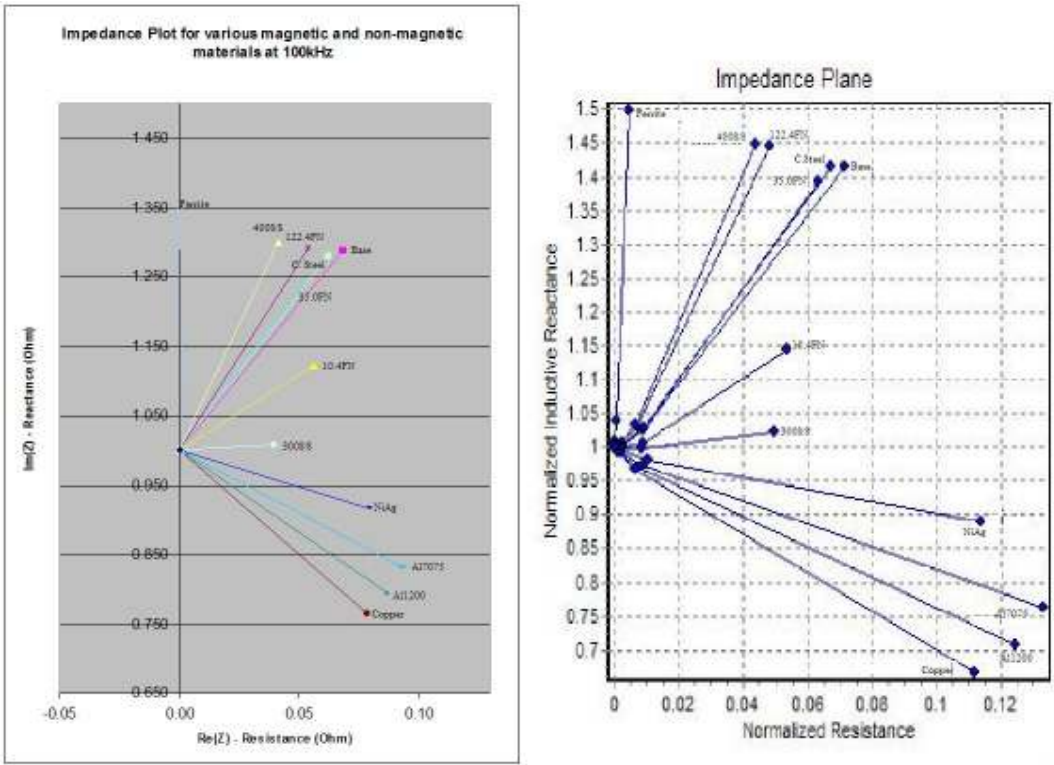 Impedance Plot for various magnetic and non-magnetic
materials at 100kHz
1.450
1.350
1.250
1.150
1.050
0.950
0.850
0.750
0.650
-0.05
0.00
0.05
0.10
Im(Z) - Reactance (Ohm)
Re(Z) - Resistance (Ohm)
Ferrite
122.4FN
Base
C. Steel
35.0FN
10.4FN
NiAg
Al7075
Al1200
Copper
Impedance Plane
1.5
1.45
1.4
1.35
1.3
1.25
1.2
1.15
1.1
1.05
1
0.95
0.9
0.85
0.8
0.75
0.7
0
0.02
0.04
0.06
0.08
0.1
0.12
Normalized Inductive Reactance
Normalized Resistance
Ferrite
122.4FN
C.Steel
Base
35.0FN
10.4FN
NiAg
Al7075
Al1200
Copper